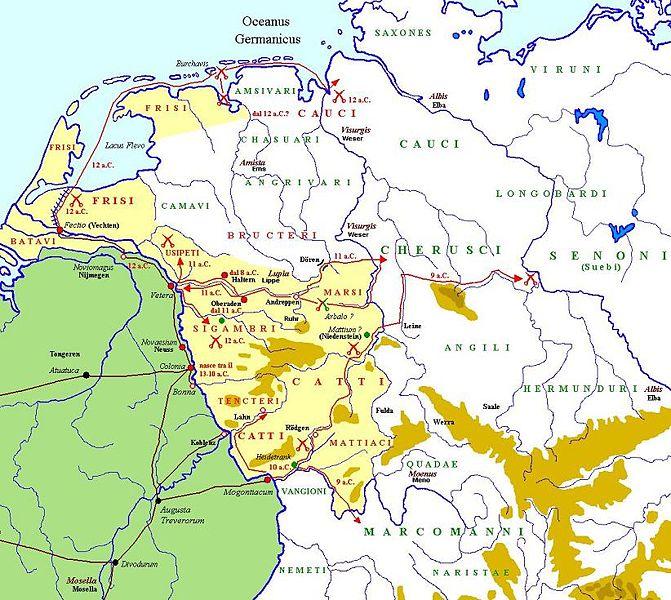 Oceanus
Germanicus
SAXONES
VIRUNI
Burchavis
AMSIVARI
FRISI
dal 12 a.C.?
12 a.C.
CAUCI
Albis
Elba
Visurgis
Weser
CHASUARI
CAUCI
Lacus Flevo
FRISI
12 a.C.
Amisia
Ems
ANGRIVARI
LONGOBARDI
12 a.C.
FRISI
CAMAVI
Fectio (Vechten)
BATAVI
BRUCTERI
Visurgis
Weser
CHERUSCI
SENONI
(Suebi)
USIPETI
11 a.C.
Dören
11 a.C.
Noviomagus
Nijmegen
12 a.C.
dal 8 a.C.
Haltern
Lupia
Lippe
9 a.C.
Vetera
11 a.C.
MARSI
Oberaden
dal 11 a.C.
Andreppen
Arbalo ?
Ruhr
SIGAMBRI
12 a.C.
Mattium ?
(Niedenstein)
Leine
Novaesium
Neuss
ANGILI
Tongeren
Atuatuca
Colonia
nasce tra il
13-10 a.C.
CATTI
HERMUNDURI
Albis
Elba
Bonna
TENCTERI
Lahn
Fulda
Saale
Werra
Koblenz
CATTI
Rödgen
MATTIACI
Heidetrank
10 a.C.
QUADAE
Moenus
Meno
9 a.C.
Mogontiacum
VANGIONI
Augusta
Treverorum
MARCOMANNI
Divodurum
NEMETI
NARISTAE
Mosella
Mosella